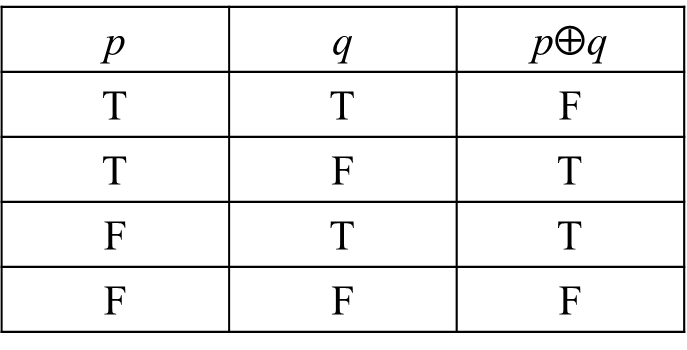 p q p⊕q
T T F
T F T
F T T
F F F